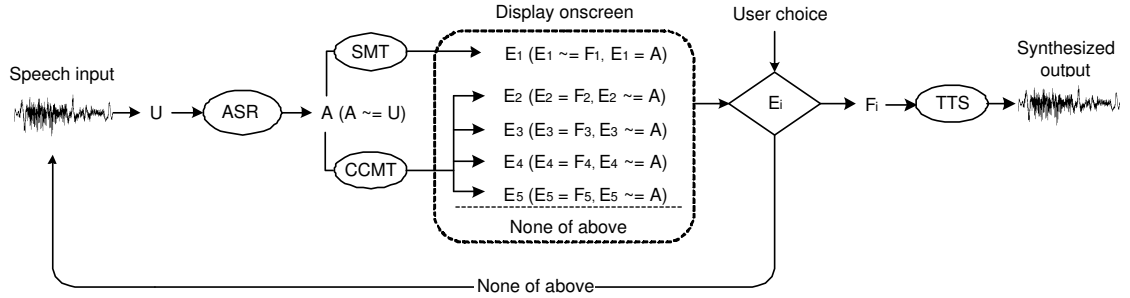 Display onscreen
User choice
Speech input
U
ASR
A (A ~= U)
SMT
CCMT
E1 (E1 ~= F1, E1 = A)
E2 (E2 = F2, E2 ~= A)
E3 (E3 = F3, E3 ~= A)
E4 (E4 = F4, E4 ~= A)
E5 (E5 = F5, E5 ~= A)
None of above
Ei
Fi
TTS
Synthesized
output
None of above